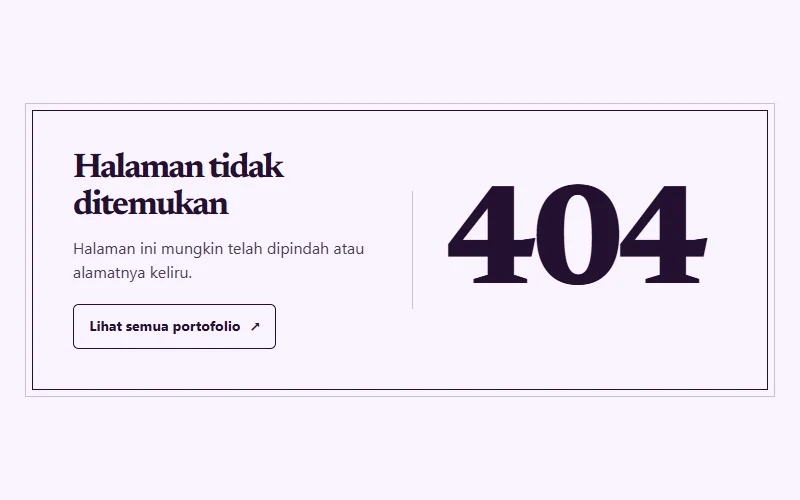 Halaman tidak
ditemukan
Halaman ini mungkin telah dipindah atau
alamatnya keliru.
Lihat semua portofolio ↗
404